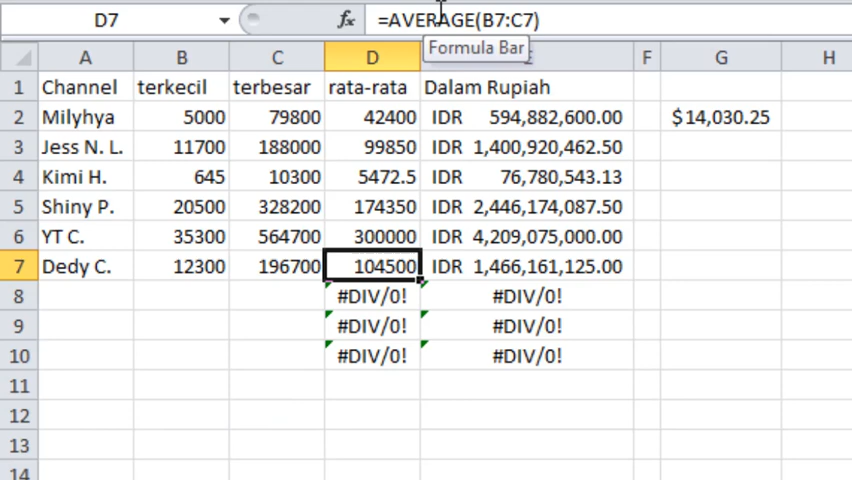 D7 fx =AVERAGE(B7:C7)
Formula Bar
A B C D E F G H
1 Channel terkecil terbesar rata-rata Dalam Rupiah
2 Milyhya 5000 79800 42400 IDR 594,882,600.00 $14,030.25
3 Jess N. L. 11700 188000 99850 IDR 1,400,920,462.50
4 Kimi H. 645 10300 5472.5 IDR 76,780,543.13
5 Shiny P. 20500 328200 174350 IDR 2,446,174,087.50
6 YT C. 35300 564700 300000 IDR 4,209,075,000.00
7 Dedy C. 12300 196700 104500 IDR 1,466,161,125.00
8 #DIV/0! #DIV/0!
9 #DIV/0! #DIV/0!
10 #DIV/0! #DIV/0!
11
12
13
14